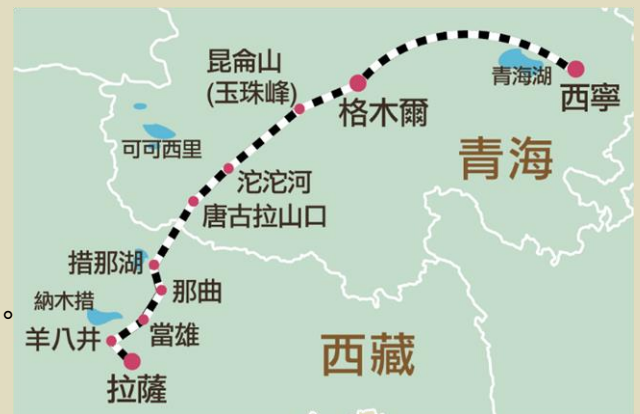 昆崙山
(玉珠峰)
青海湖
西寧
格木爾
可可西里
青海
沱沱河
唐古拉山口
措那湖
那曲
納木措
。
羊八井
當雄
西藏
拉薩